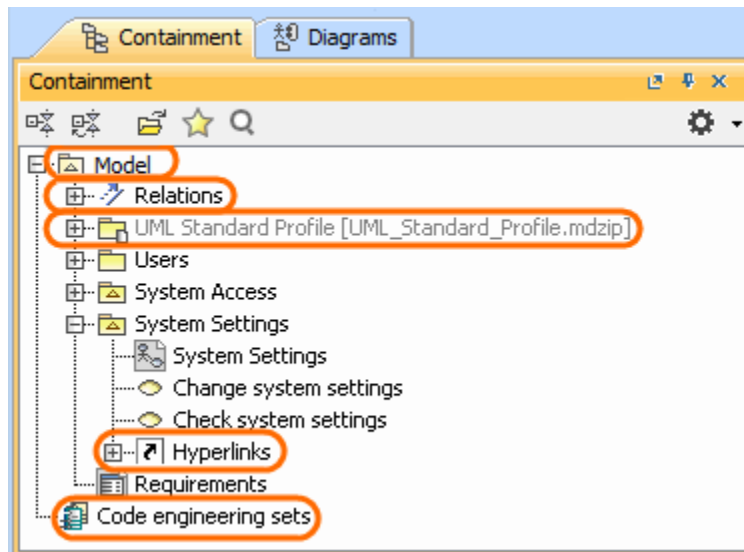 Containment Diagrams
Containment
Model
Relations
UML Standard Profile [UML_Standard_Profile.mdzip]
Users
System Access
System Settings
System Settings
Change system settings
Check system settings
Hyperlinks
Requirements
Code engineering sets